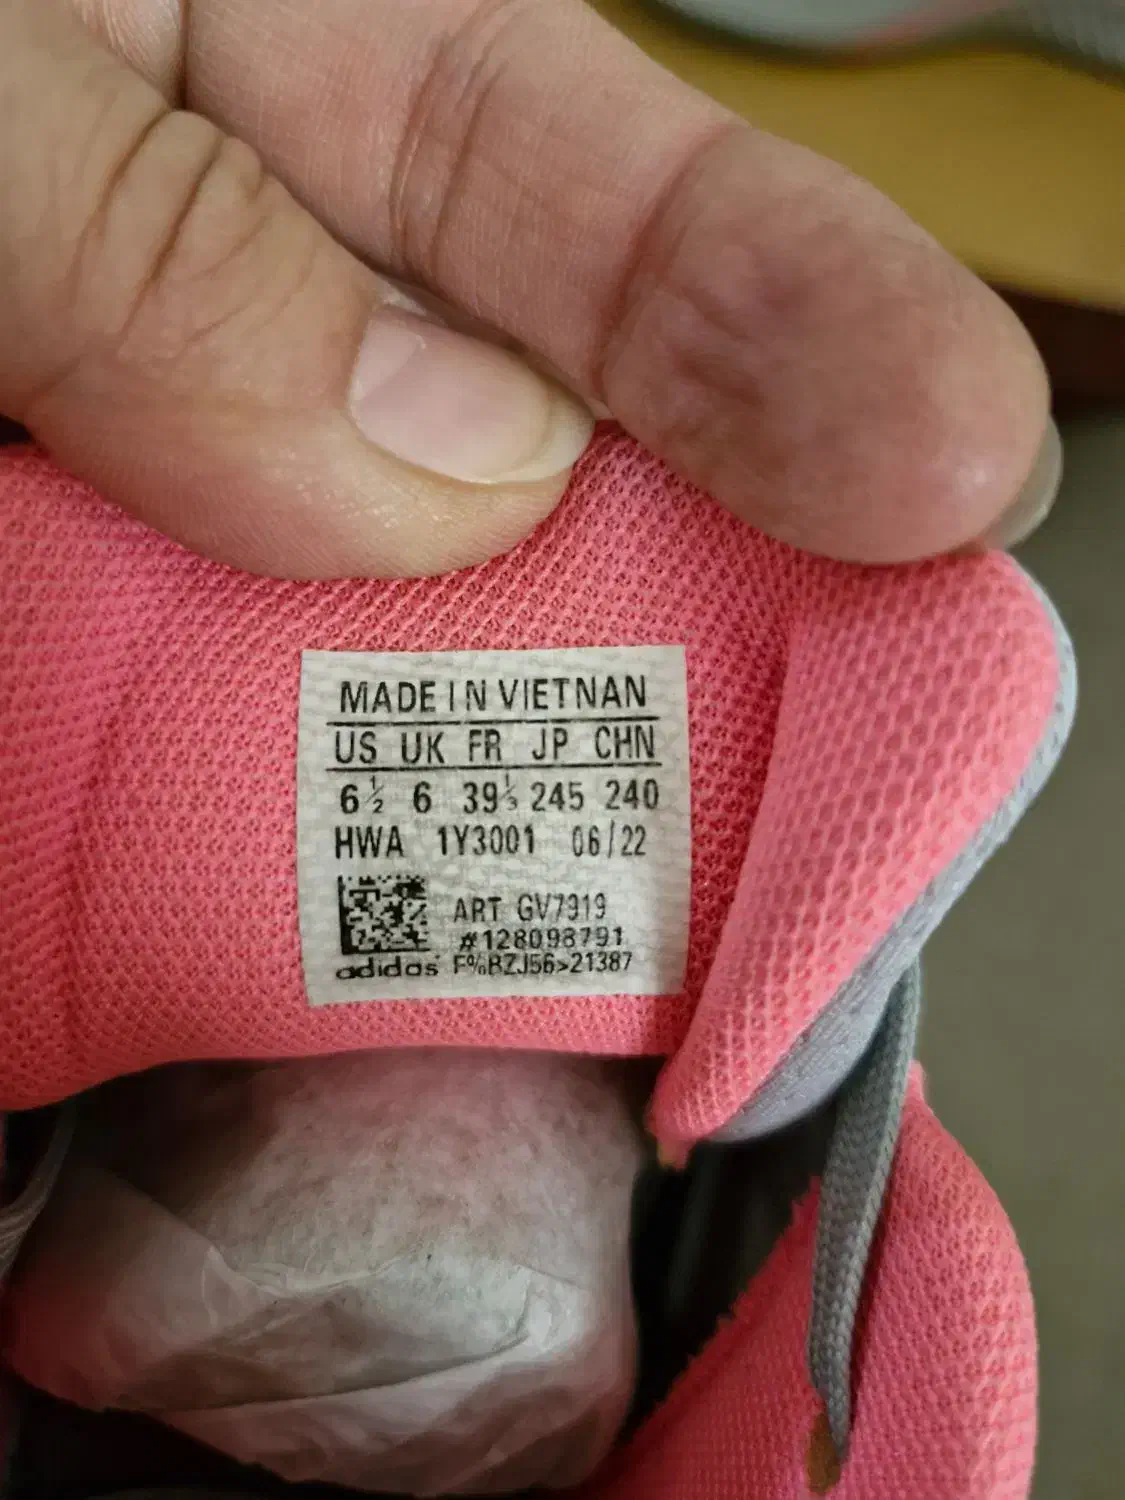 MADE IN VIETNAN
US UK FR JP CHN
6½ 6 39⅓ 245 240
HWA 1Y3001 06/22
ART GV7919
#128098791
adidas F%BZJ56>21387